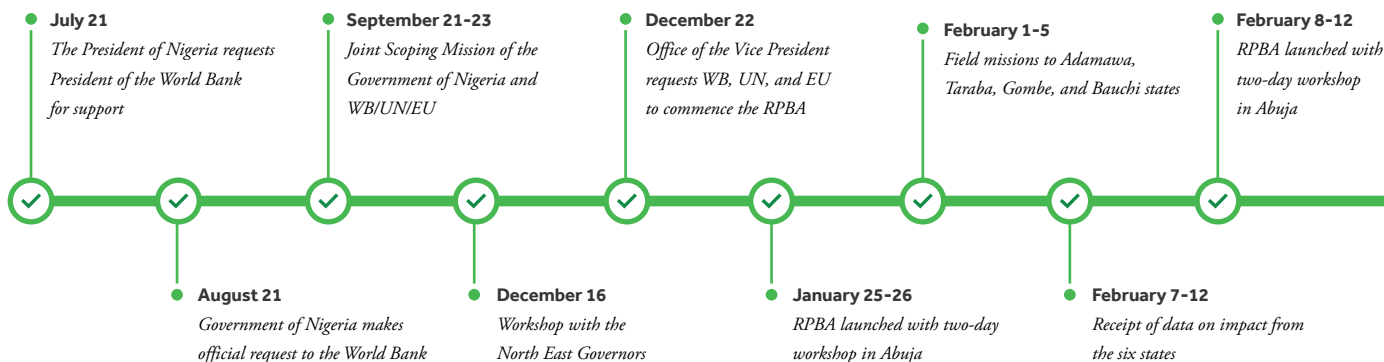 July 21
The President of Nigeria requests
President of the World Bank
for support
August 21
Government of Nigeria makes
official request to the World Bank
September 21-23
Joint Scoping Mission of the
Government of Nigeria and
WB/UN/EU
December 16
Workshop with the
North East Governors
December 22
Office of the Vice President
requests WB, UN, and EU
to commence the RPBA
January 25-26
RPBA launched with two-day
workshop in Abuja
February 1-5
Field missions to Adamawa,
Taraba, Gombe, and Bauchi states
February 7-12
Receipt of data on impact from
the six states
February 8-12
RPBA launched with
two-day workshop
in Abuja